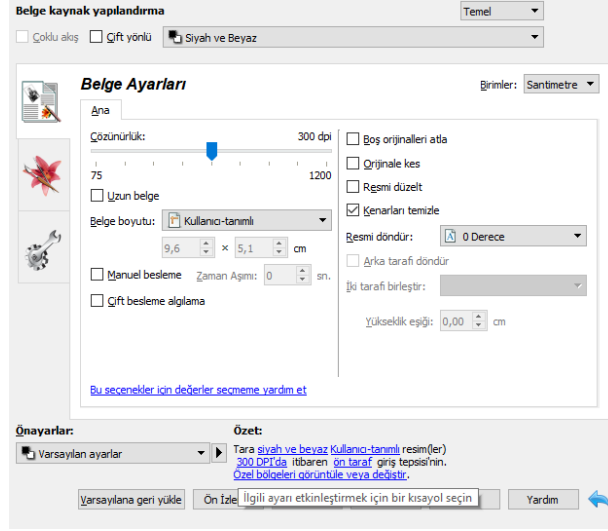 Belge kaynak yapılandırma
Temel
Çoklu akış
Çift yönlü
Siyah ve Beyaz
Belge Ayarları
Birimler:
Santimetre
Ana
Çözünürlük:
300 dpi
75
1200
Uzun belge
Belge boyutu:
Kullanıcı-tanımlı
9,6 × 5,1 cm
Manuel besleme
Zaman Aşımı:
0
sn.
Çift besleme algılama
Boş orijinalleri atla
Orijinale kes
Resmi düzelt
Kenarları temizle
Resmi döndür:
0 Derece
Arka tarafı döndür
İki tarafı birleştir:
Yükseklik eşiği:
0,00
cm
Bu seçenekler için değerler seçmeme yardım et
Önayarlar:
Varsayılan ayarlar
Özet:
Tara siyah ve beyaz Kullanıcı-tanımlı resim(ler)
300 DPI'da itibaren ön taraf giriş tepsisi'nin.
Özel bölgeleri görüntüle veya değiştir.
Varsayılana geri yükle
Ön İzle
İlgili ayarı etkinleştirmek için bir kısayol seçin
Yardım